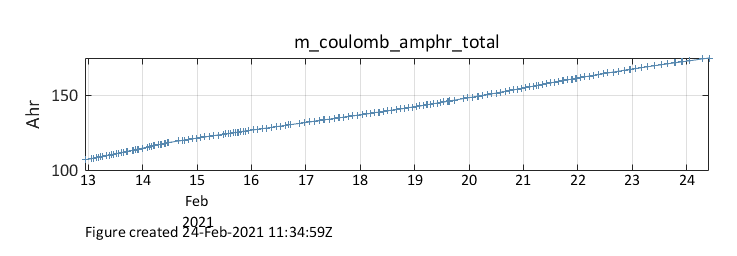 m_coulomb_amphr_total
Ahr
150
100
13 14 15 16 17 18 19 20 21 22 23 24
Feb
2021
Figure created 24-Feb-2021 11:34:59Z